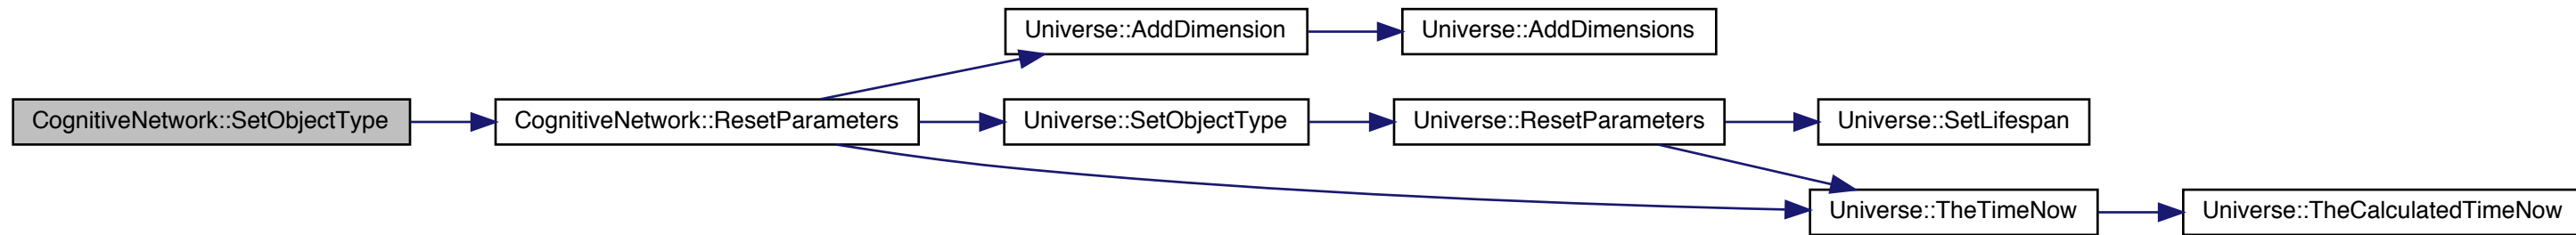 Universe::AddDimension
Universe::AddDimensions
CognitiveNetwork::SetObjectType
CognitiveNetwork::ResetParameters
Universe::SetObjectType
Universe::ResetParameters
Universe::SetLifespan
Universe::TheTimeNow
Universe::TheCalculatedTimeNow